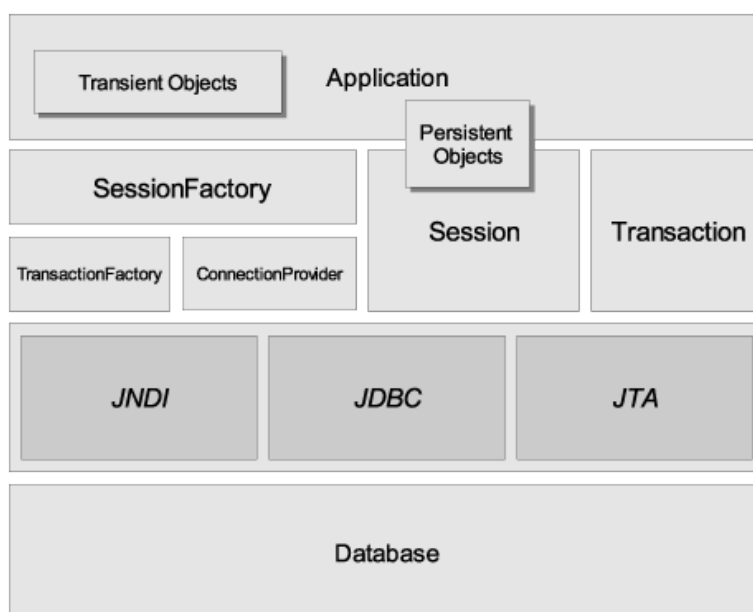 Transient Objects
Application
Persistent
Objects
SessionFactory
Session
Transaction
TransactionFactory
ConnectionProvider
JNDI
JDBC
JTA
Database